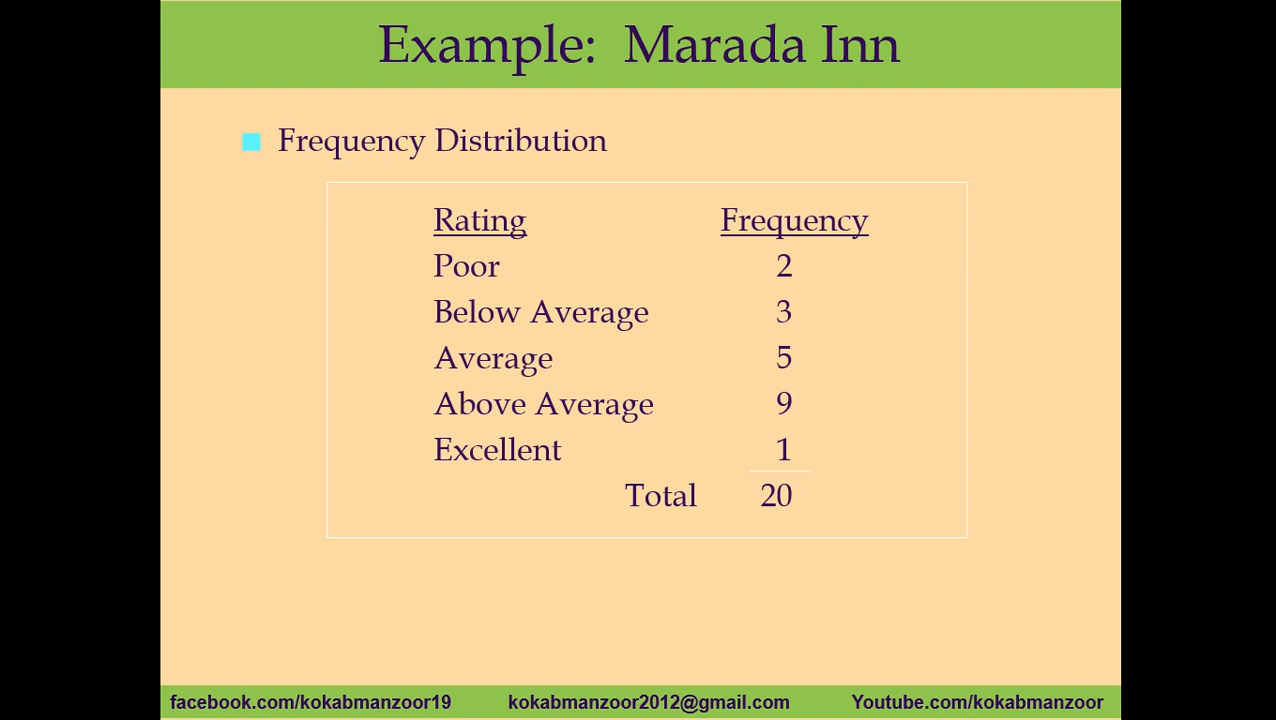 Example: Marada Inn
Frequency Distribution
Rating Frequency
Poor 2
Below Average 3
Average 5
Above Average 9
Excellent 1
Total 20
facebook.com/kokabmanzoor19 kokabmanzoor2012@gmail.com Youtube.com/kokabmanzoor